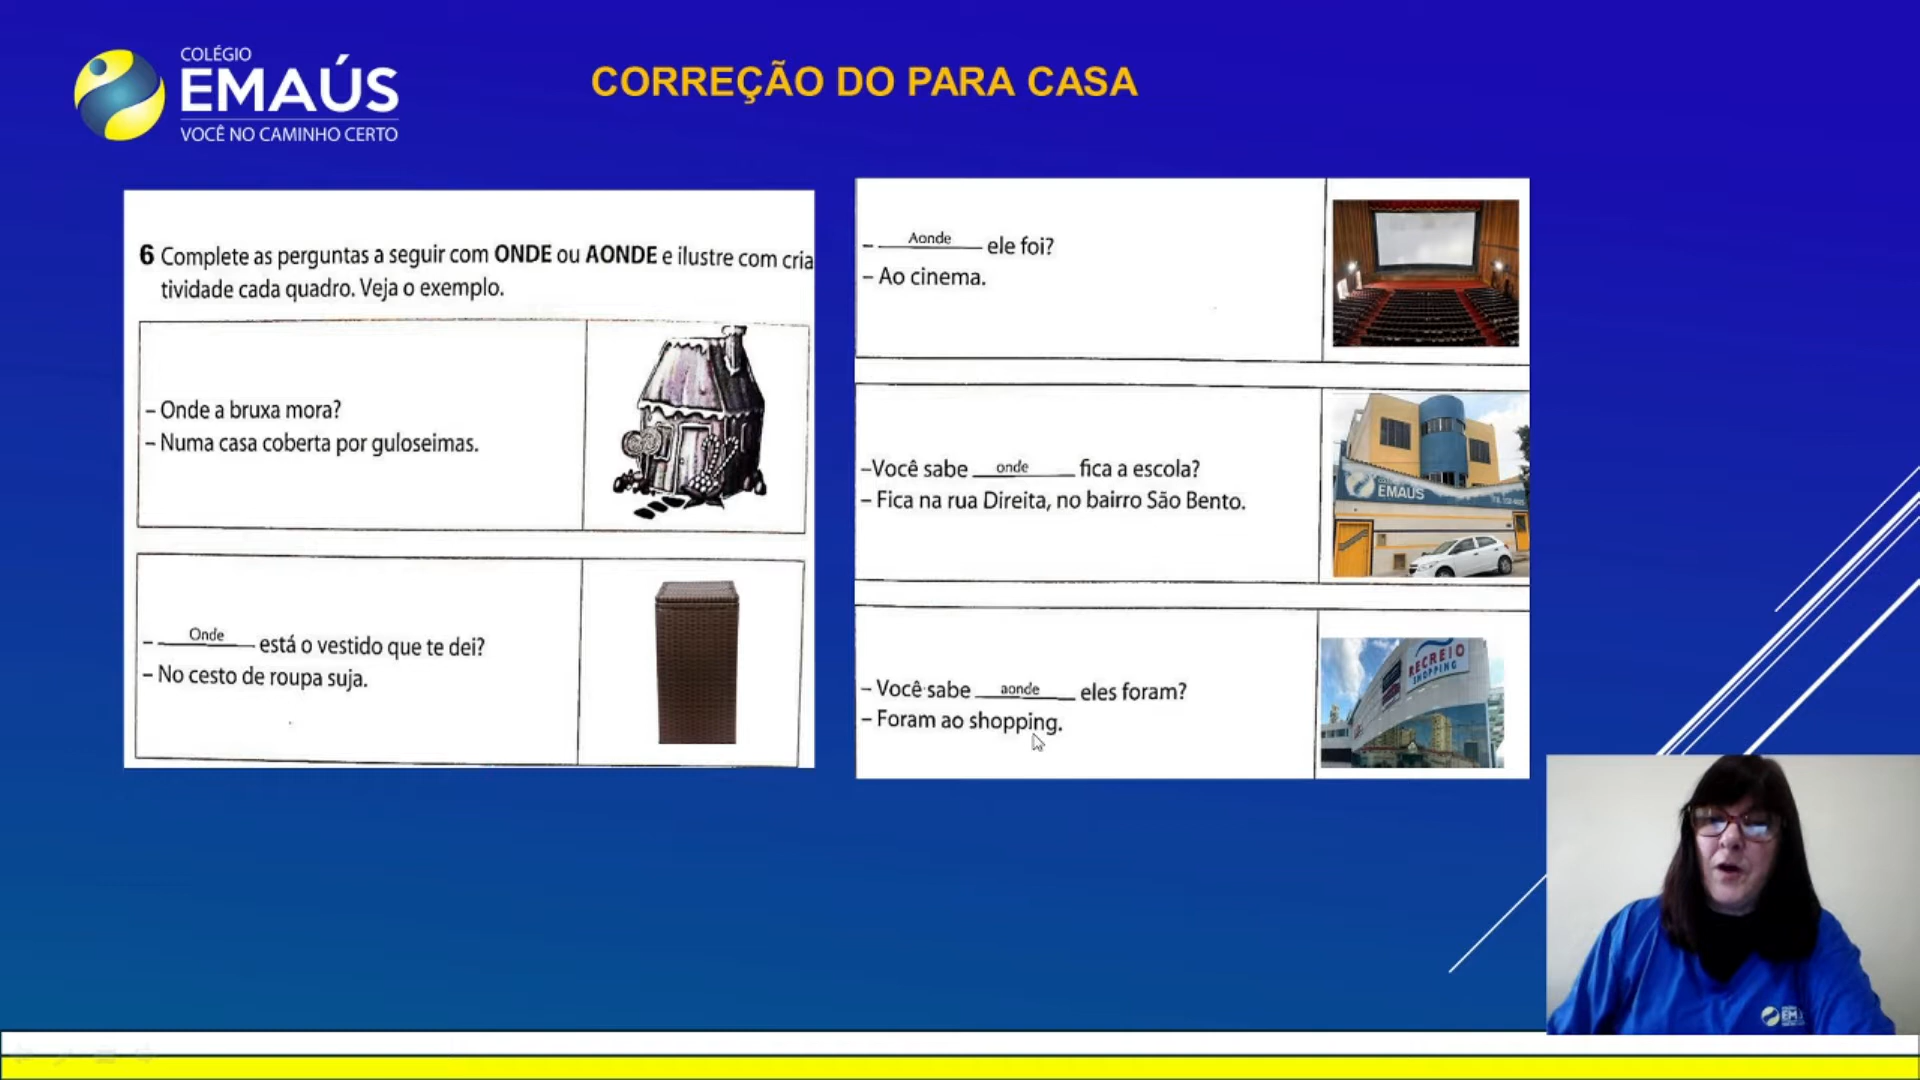 COLÉGIO
EMAÚS
VOCÊ NO CAMINHO CERTO
CORREÇÃO DO PARA CASA
6 Complete as perguntas a seguir com ONDE ou AONDE e ilustre com cria
tividade cada quadro. Veja o exemplo.
– Onde a bruxa mora?
– Numa casa coberta por guloseimas.
– Onde está o vestido que te dei?
– No cesto de roupa suja.
– Aonde ele foi?
– Ao cinema.
–Você sabe onde fica a escola?
– Fica na rua Direita, no bairro São Bento.
EMAÚS
– Você sabe aonde eles foram?
– Foram ao shopping.
RECREIO
SHOPPING